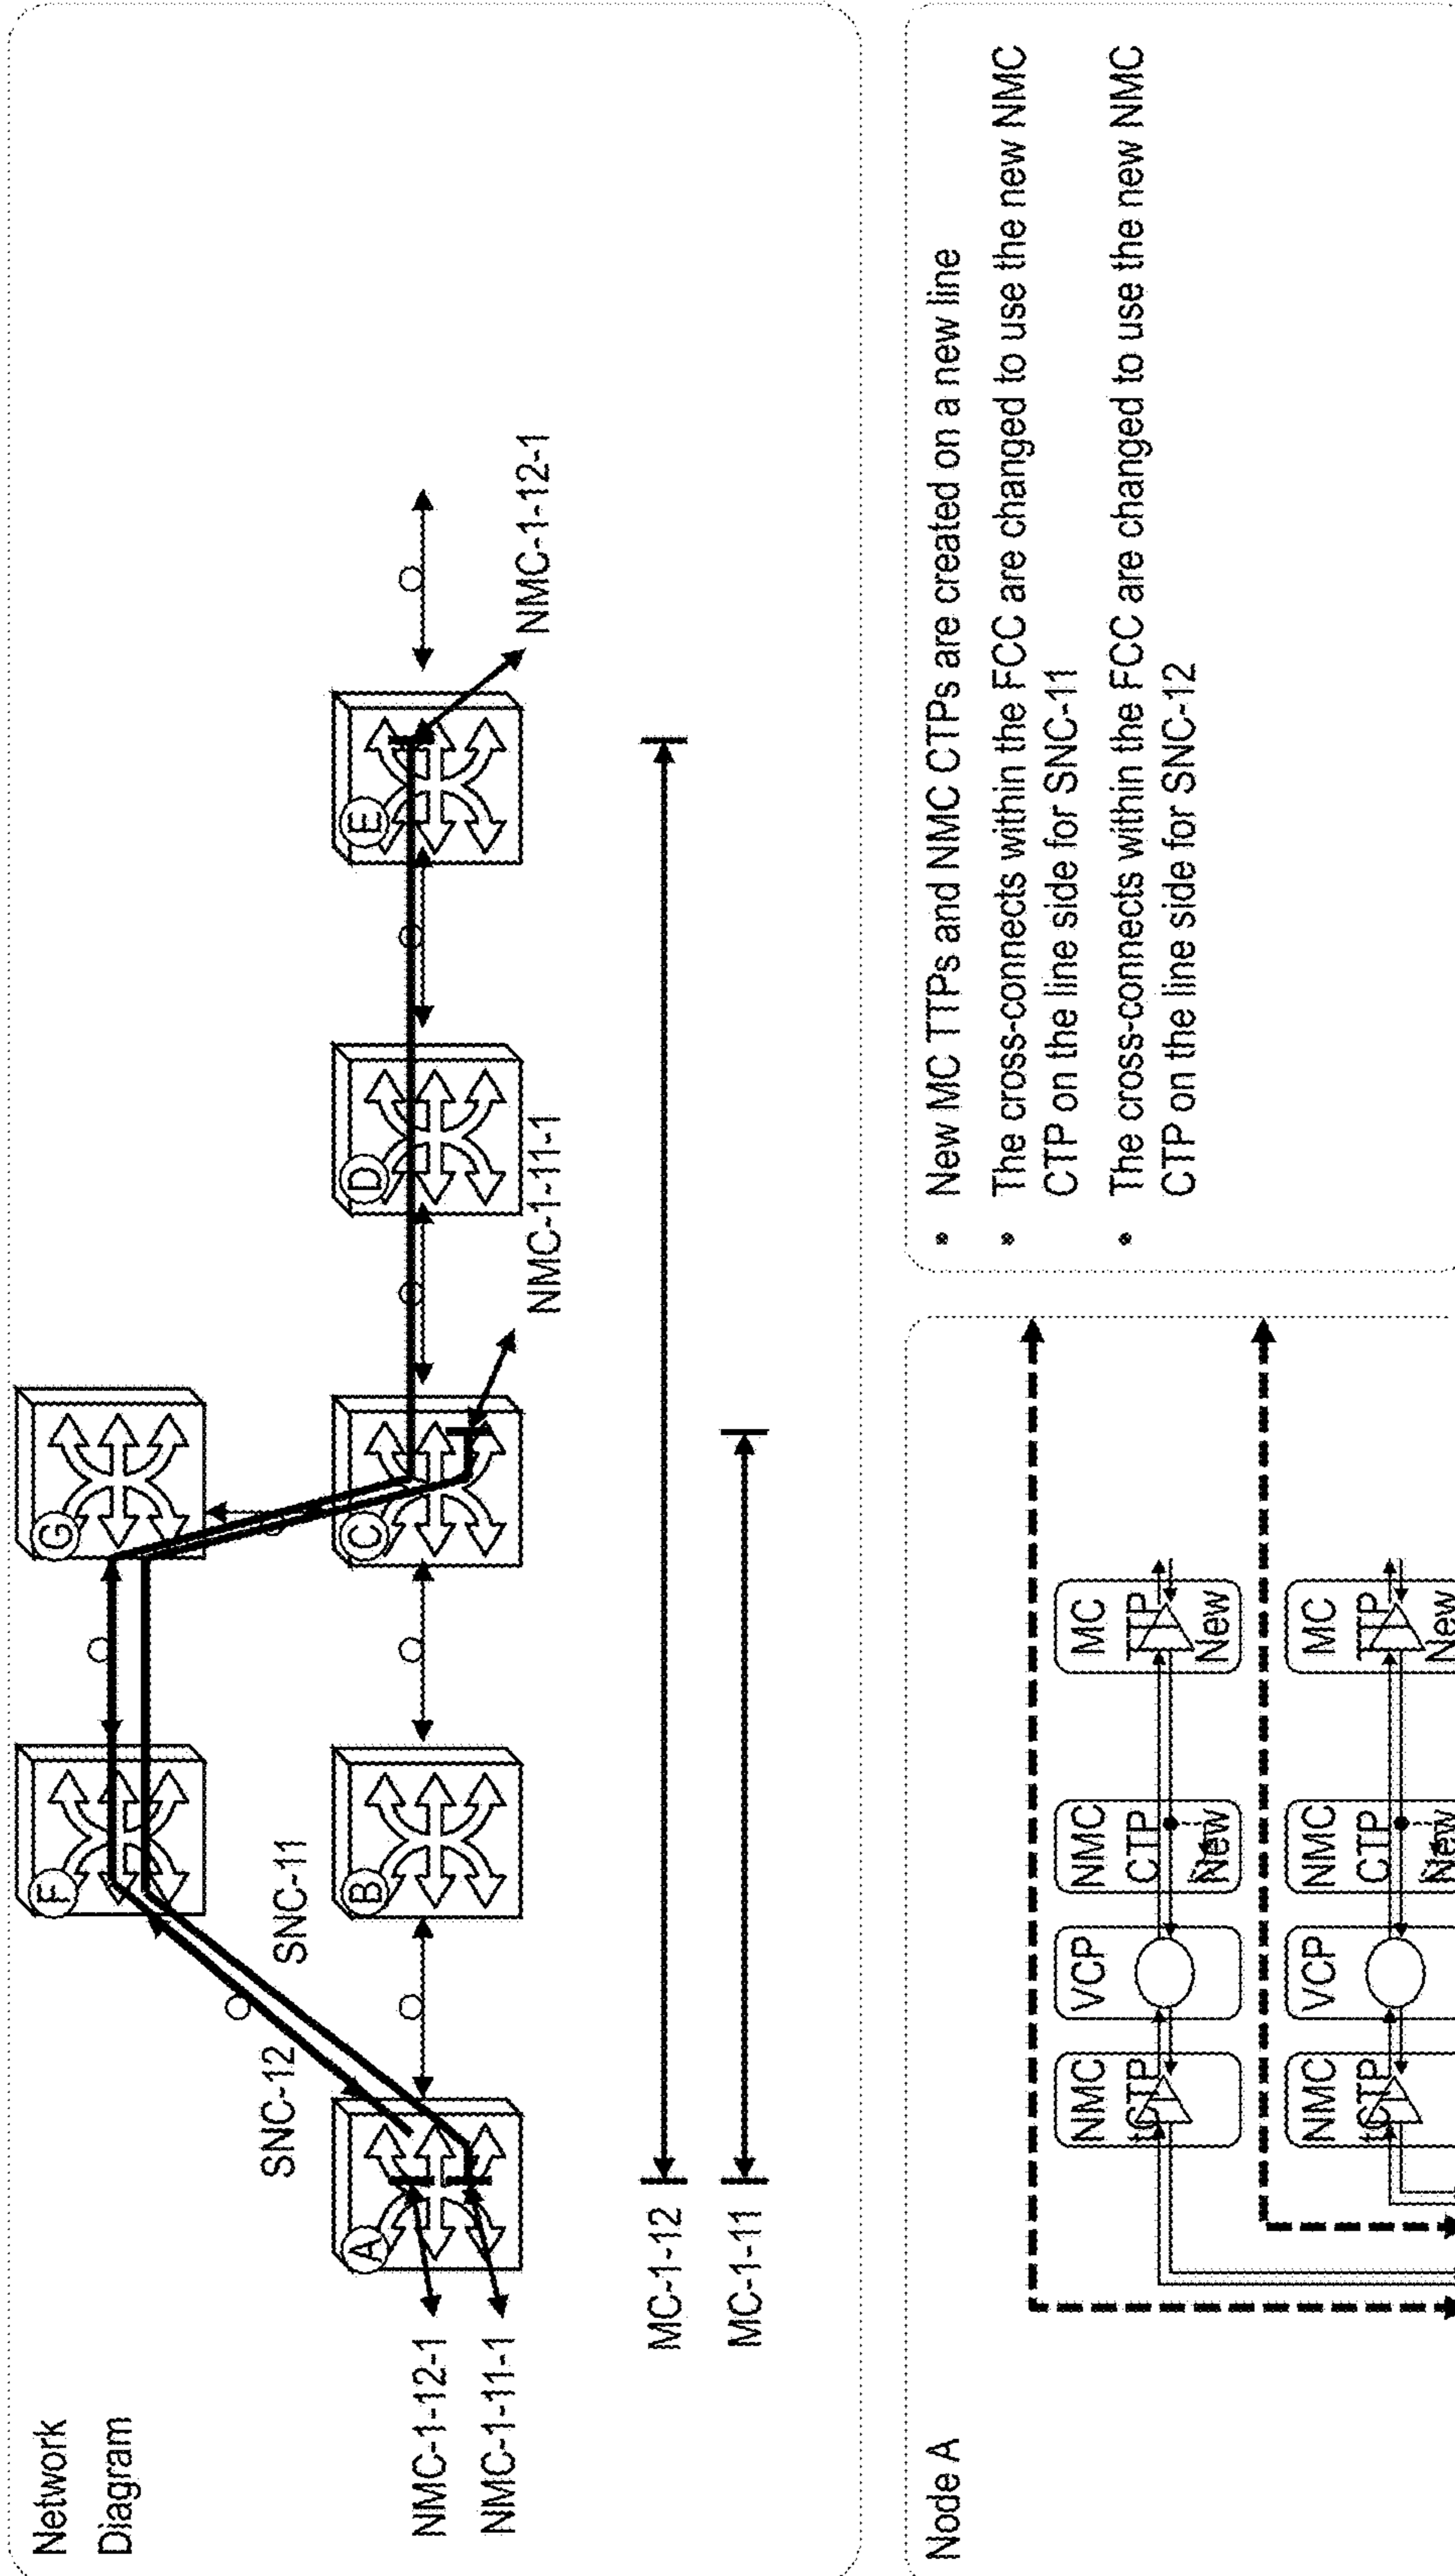 Network
Diagram
F
G
SNC-12
SNC-11
A
B
C
D
E
NMC-1-12-1
NMC-1-11-1
NMC-1-11-1
NMC-1-12-1
MC-1-12
MC-1-11
Node A
NMC
tCTP
VCP
NMC
CTP
New
MC
TTP
New
NMC
tCTP
VCP
NMC
CTP
New
MC
TTP
New
• New MC TTPs and NMC CTPs are created on a new line
• The cross-connects within the FCC are changed to use the new NMC
CTP on the line side for SNC-11
• The cross-connects within the FCC are changed to use the new NMC
CTP on the line side for SNC-12